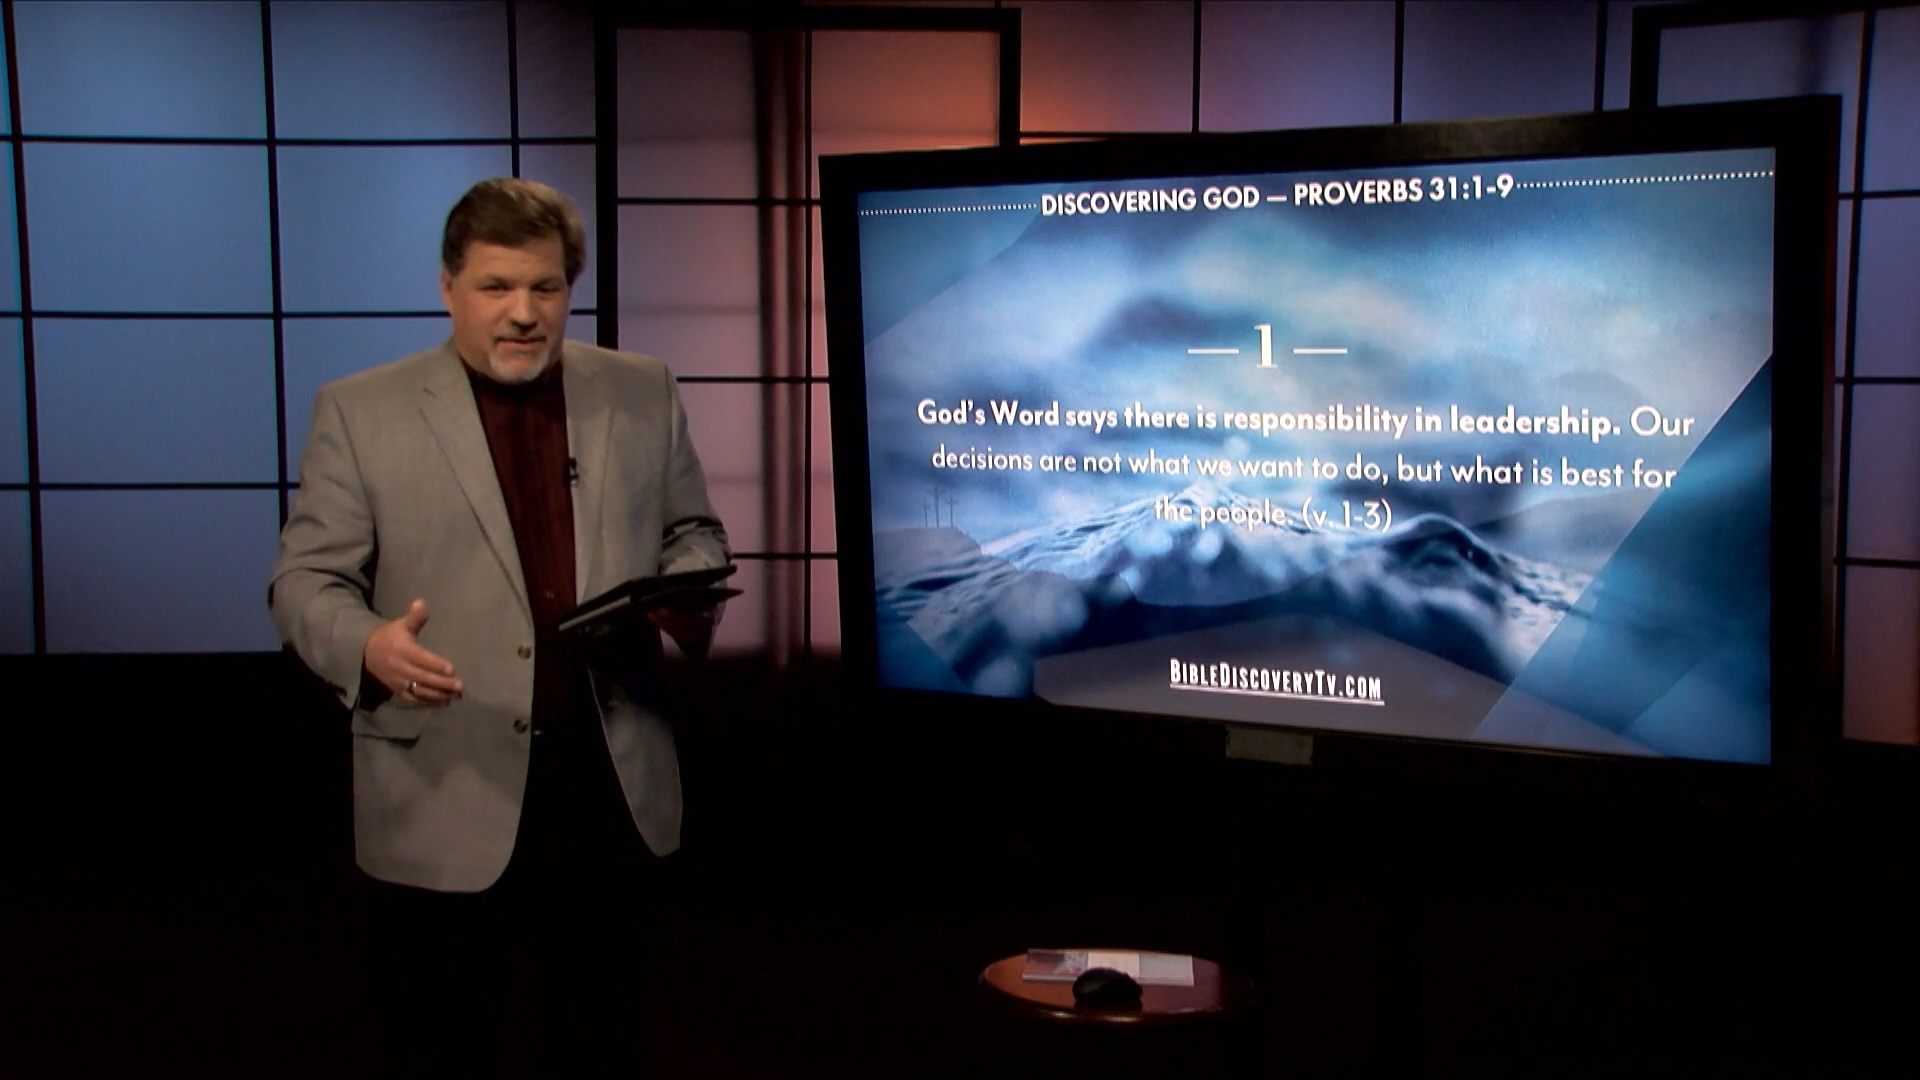 DISCOVERING GOD — PROVERBS 31:1-9
— 1 —
God's Word says there is responsibility in leadership. Our
decisions are not what we want to do, but what is best for
the people. (v. 1-3)
BIBLEDISCOVERYTV.COM